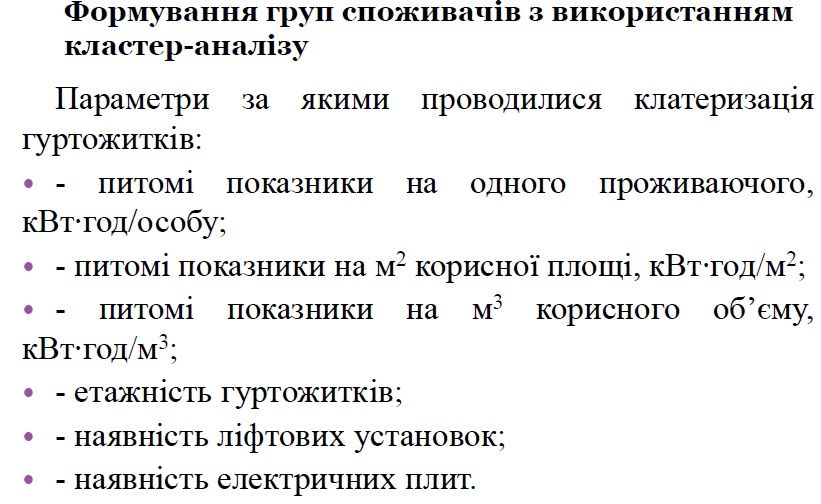 Формування груп споживачів з використанням
кластер-аналізу
Параметри за якими проводилися клатеризація
гуртожитків:
• - питомі показники на одного проживаючого,
кВт·год/особу;
• - питомі показники на м² корисної площі, кВт·год/м²;
• - питомі показники на м³ корисного об’єму,
кВт·год/м³;
• - етажність гуртожитків;
• - наявність ліфтових установок;
• - наявність електричних плит.